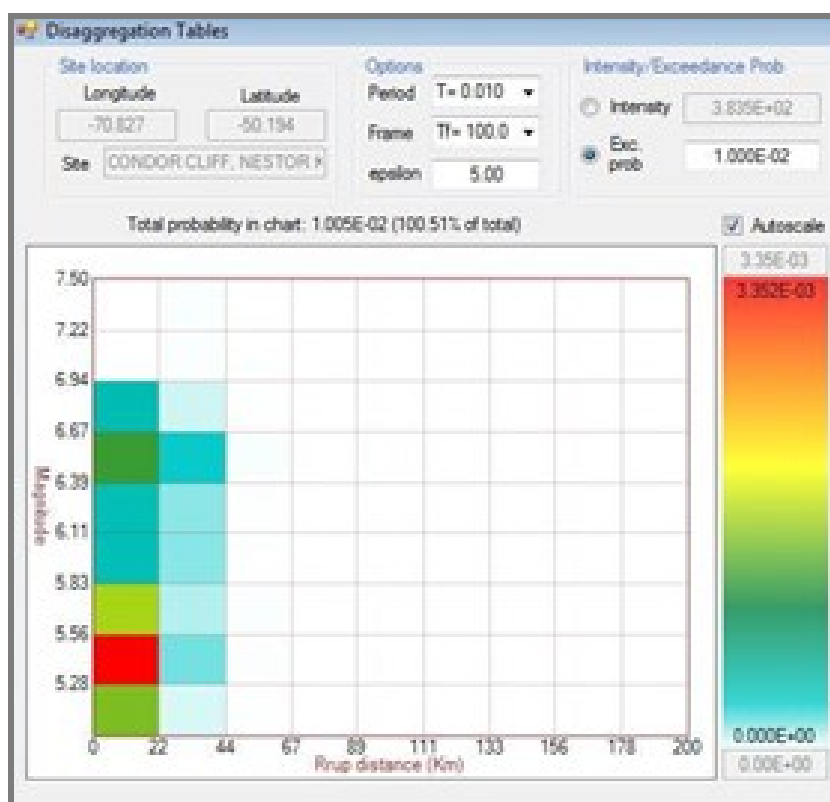 Disaggregation Tables
Site location
Options
Intensity/Exceedance Prob
Longitude
Latitude
-70.827
-50.194
Site
CONDOR CLIFF, NESTOR K
Period
T= 0.010
Frame
Tf= 100.0
epsilon
5.00
Intensity
3.835E+02
Exc. prob
1.000E-02
Total probability in chart: 1.005E-02 (100.51% of total)
Autoscale
3.35E-03
3.352E-03
7.50
7.22
6.94
6.67
6.39
6.11
5.83
5.56
5.28
Magnitude
0
22
44
67
89
111
133
156
178
200
Rrup distance (Km)
0.000E+00
0.00E+00